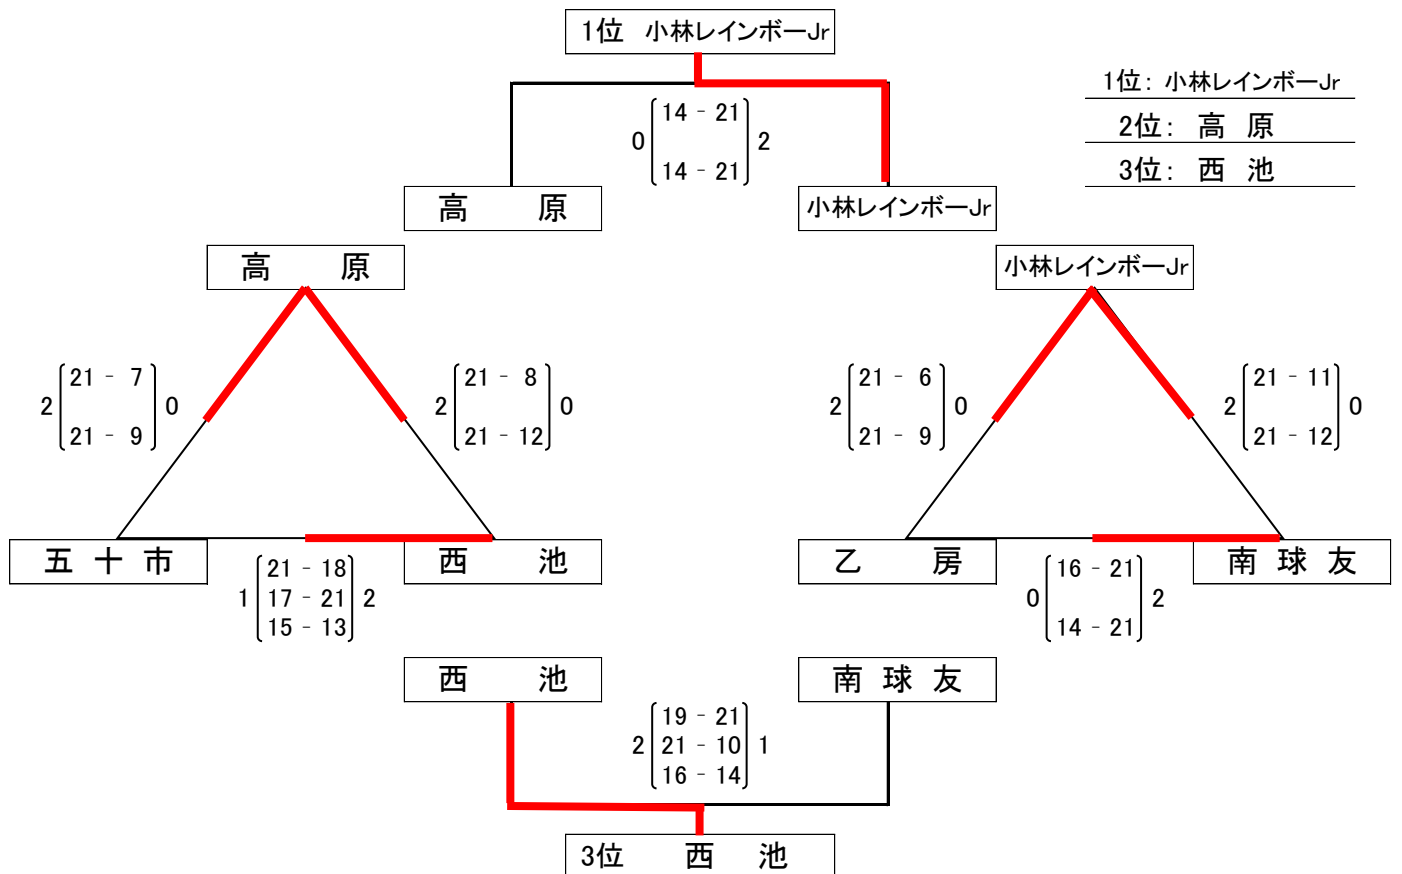 1位 小林レインボーJr
1位: 小林レインボーJr
2位: 高 原
3位: 西 池
14 - 21
0 2
14 - 21
高 原
小林レインボーJr
高 原
小林レインボーJr
21 - 7
2 0
21 - 9
21 - 8
2 0
21 - 12
21 - 6
2 0
21 - 9
21 - 11
2 0
21 - 12
五 十 市
西 池
乙 房
南 球 友
21 - 18
1 17 - 21 2
15 - 13
16 - 21
0 2
14 - 21
西 池
南 球 友
19 - 21
2 21 - 10 1
16 - 14
3位 西 池